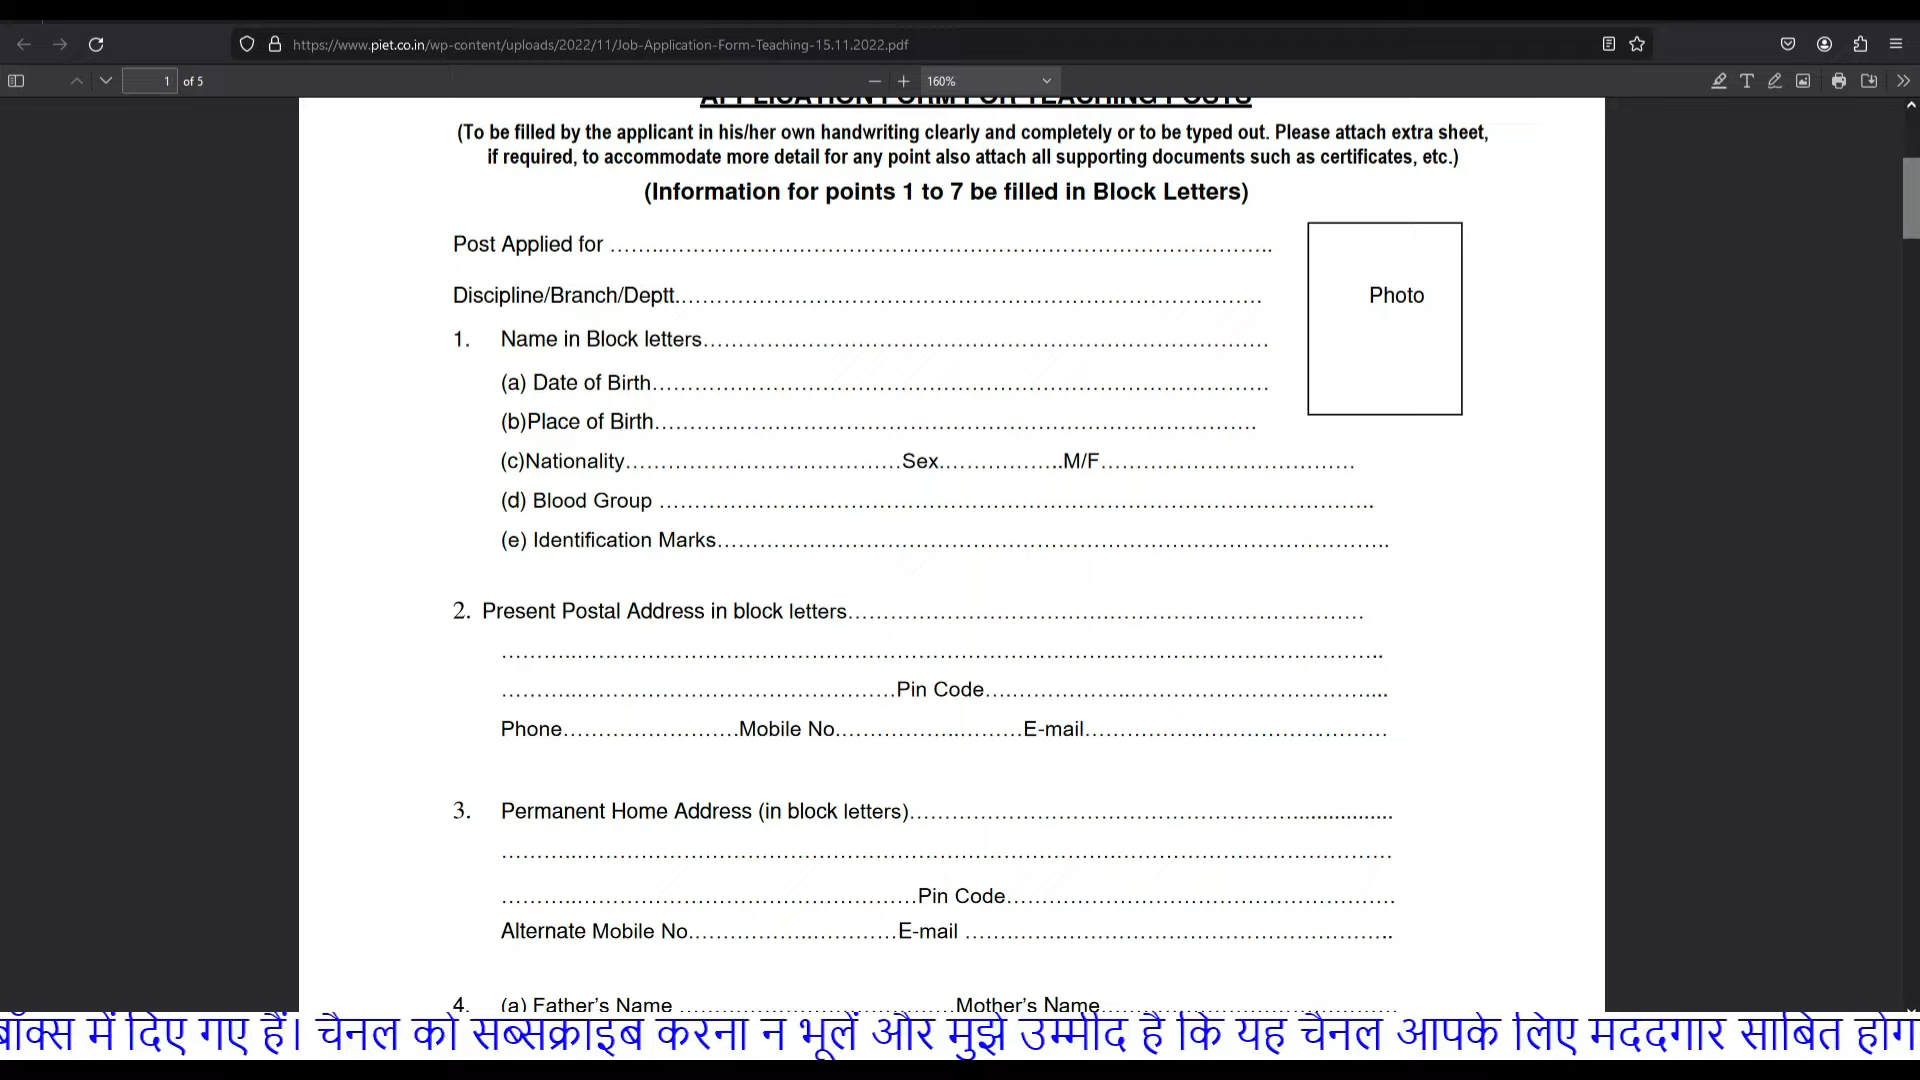 https://www.piet.co.in/wp-content/uploads/2022/11/Job-Application-Form-Teaching-15.11.2022.pdf
1 of 5
160%
APPLICATION FORM FOR TEACHING POSTS
(To be filled by the applicant in his/her own handwriting clearly and completely or to be typed out. Please attach extra sheet,
if required, to accommodate more detail for any point also attach all supporting documents such as certificates, etc.)
(Information for points 1 to 7 be filled in Block Letters)
Post Applied for ……..…………………………………………………………………………….
Photo
Discipline/Branch/Deptt.……………………………………………………………………….
1. Name in Block letters…………………………………………………………………….
(a) Date of Birth……………………………………………………………………………
(b)Place of Birth………………………………………………………………………….
(c)Nationality…………………………………Sex.……………..M/F………………………………
(d) Blood Group ………………………………………………………………………………………..
(e) Identification Marks…………………………………………………………………………………..
2. Present Postal Address in block letters………………………………………………………………
………..…………………………………………………………………………………………………..
………..………………………………………Pin Code.………………..……………………………....
Phone……………………Mobile No.……………..………E-mail……………………………………
3. Permanent Home Address (in block letters)……………………………………………….................
………..……………………………………………………………………………………………………
………..…………………………………………Pin Code………………………………………………
Alternate Mobile No.……………..…………E-mail …………………………………………………..
4. (a) Father’s Name …………………………………Mother’s Name……………………………………
बॉक्स में दिए गए हैं। चैनल को सब्सक्राइब करना न भूलें और मुझे उम्मीद है कि यह चैनल आपके लिए मददगार साबित होग